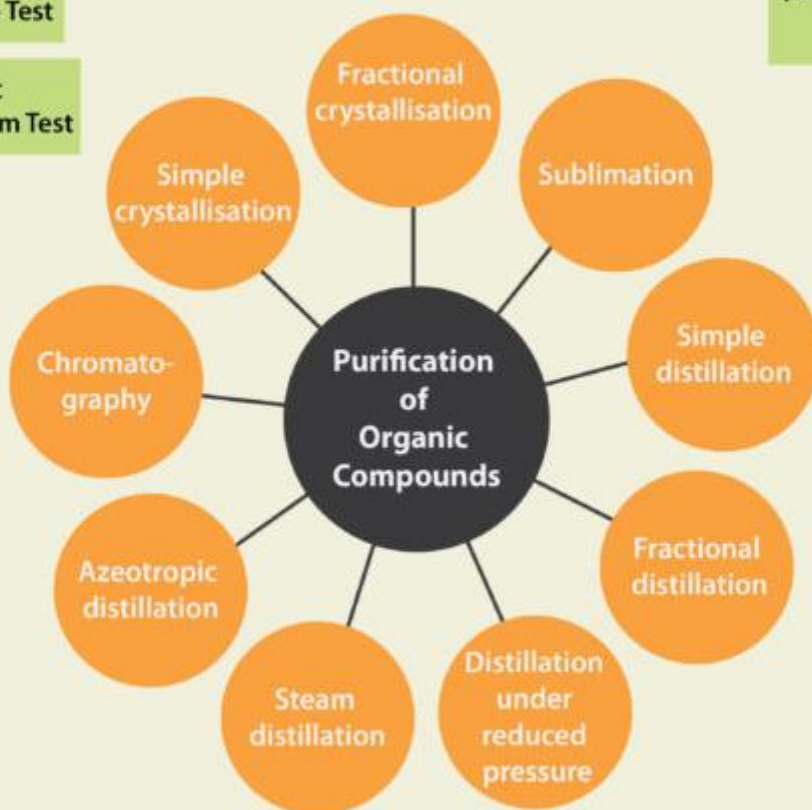 Test
m Test
Fractional
crystallisation
Sublimation
Simple
distillation
Fractional
distillation
Distillation
under
reduced
pressure
Steam
distillation
Azeotropic
distillation
Chromato-
graphy
Simple
crystallisation
Purification
of
Organic
Compounds